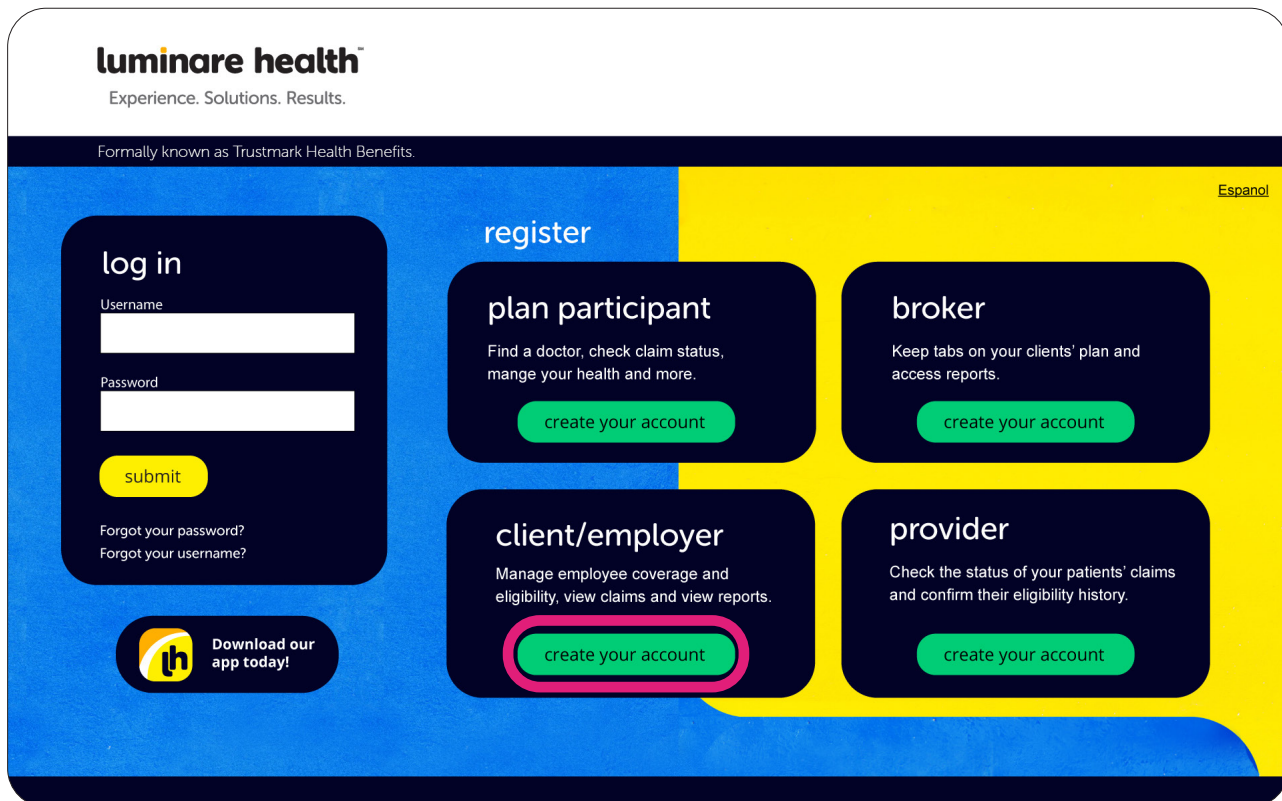 luminare health℠
Experience. Solutions. Results.
Formally known as Trustmark Health Benefits.
Espanol
log in
Username
Password
submit
Forgot your password?
Forgot your username?
Download our
app today!
lh
register
plan participant
Find a doctor, check claim status,
mange your health and more.
create your account
broker
Keep tabs on your clients’ plan and
access reports.
create your account
client/employer
Manage employee coverage and
eligibility, view claims and view reports.
create your account
provider
Check the status of your patients’ claims
and confirm their eligibility history.
create your account